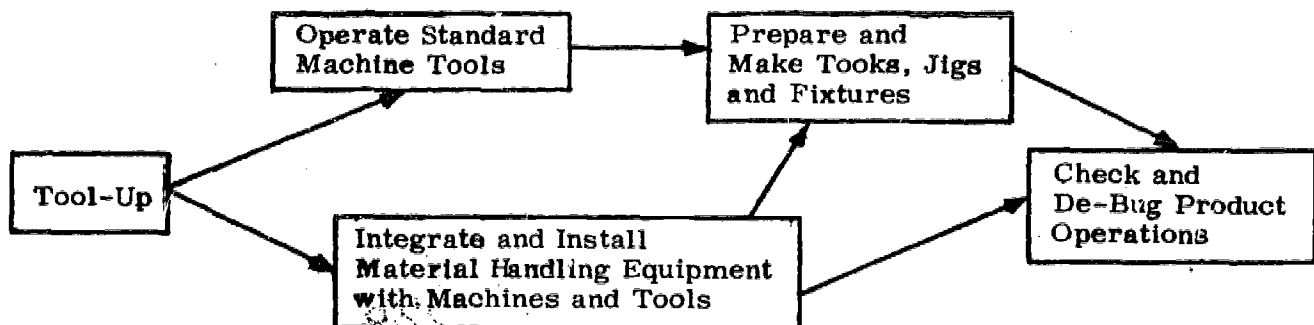 Operate Standard
Machine Tools
Prepare and
Make Tooks, Jigs
and Fixtures
Tool-Up
Check and
De-Bug Product
Operations
Integrate and Install
Material Handling Equipment
with Machines and Tools